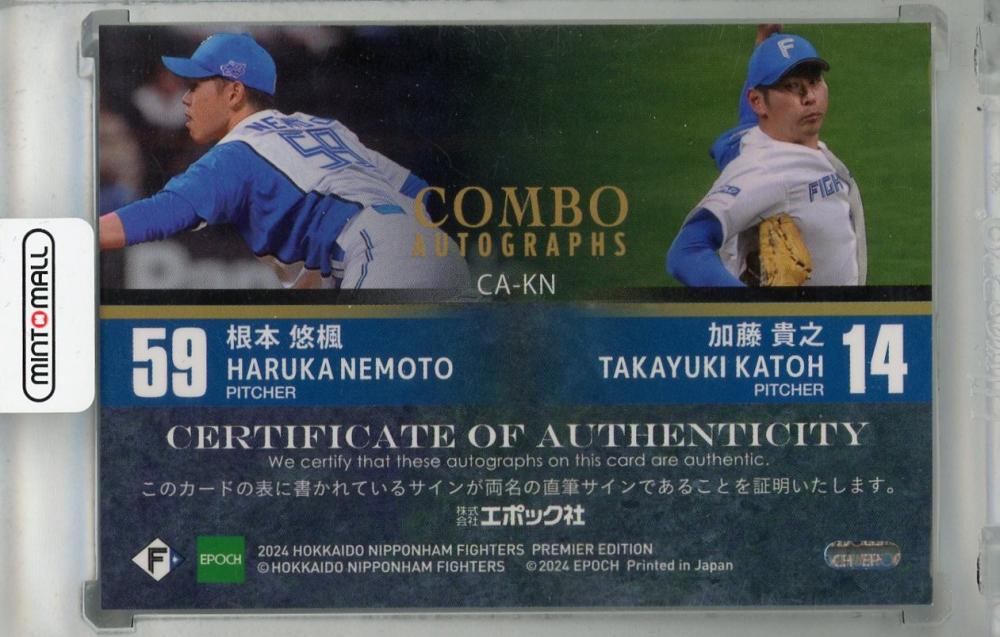 NEMOTO
59
F
FIGH
COMBO
AUTOGRAPHS
CA-KN
MINTOMALL
59
根本 悠楓
HARUKA NEMOTO
PITCHER
加藤 貴之
TAKAYUKI KATOH
PITCHER
14
CERTIFICATE OF AUTHENTICITY
We certify that these autographs on this card are authentic.
このカードの表に書かれているサインが両名の直筆サインであることを証明いたします。
株式会社エポック社
F
EPOCH
2024 HOKKAIDO NIPPONHAM FIGHTERS PREMIER EDITION
©HOKKAIDO NIPPONHAM FIGHTERS ©2024 EPOCH Printed in Japan